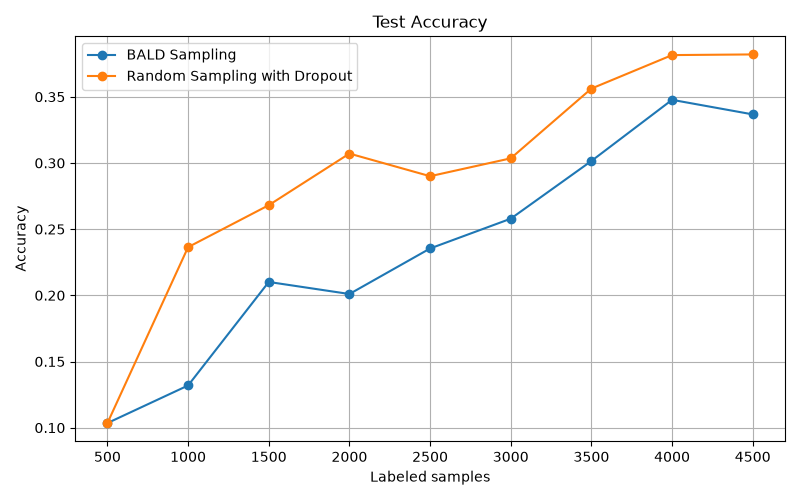 Test Accuracy
BALD Sampling
Random Sampling with Dropout
Accuracy
0.35
0.30
0.25
0.20
0.15
0.10
500 1000 1500 2000 2500 3000 3500 4000 4500
Labeled samples